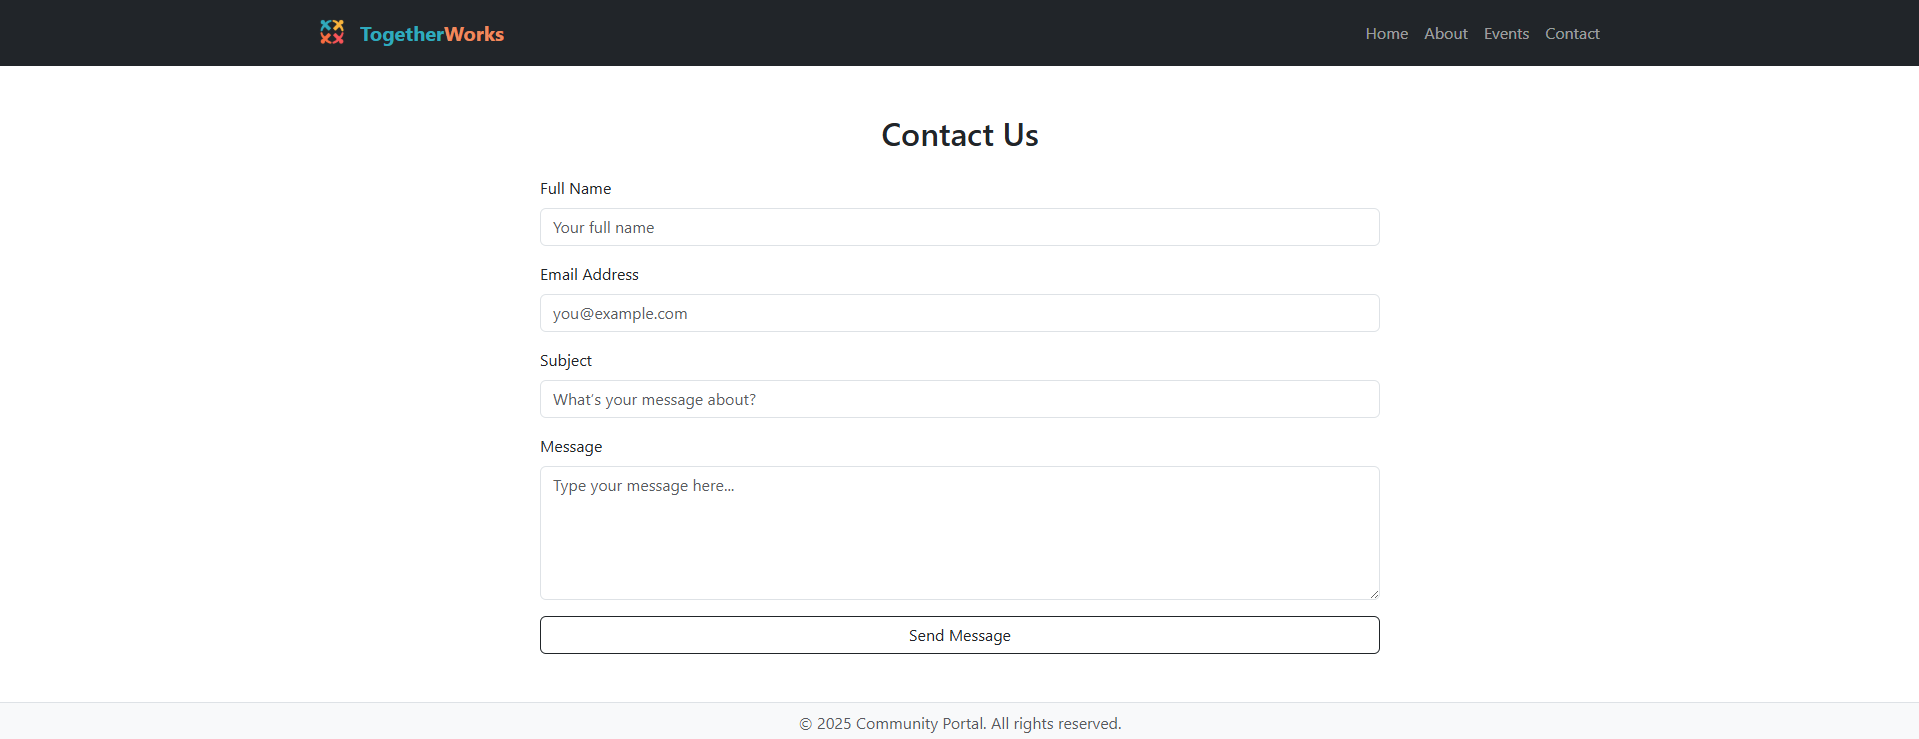 TogetherWorks
Home About Events Contact
Contact Us
Full Name
Your full name
Email Address
you@example.com
Subject
What's your message about?
Message
Type your message here...
Send Message
© 2025 Community Portal. All rights reserved.